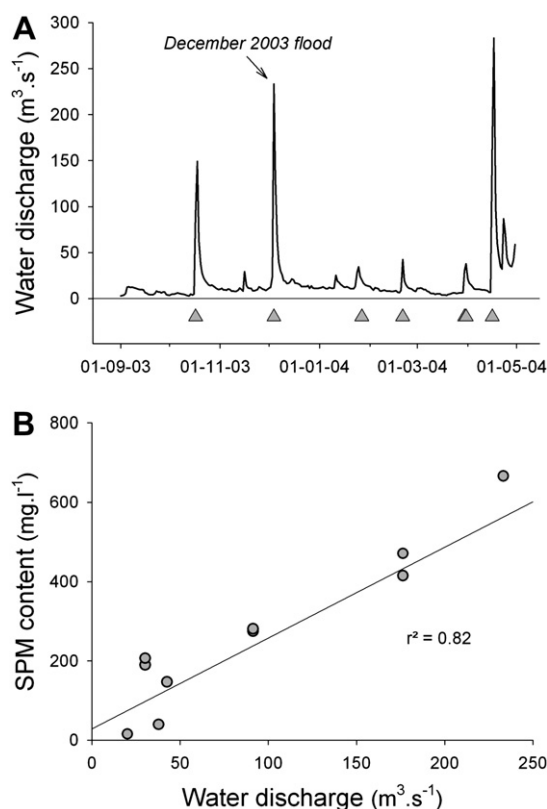 A
December 2003 flood
Water discharge (m³.s⁻¹)
300
250
200
150
100
50
0
01-09-03 01-11-03 01-01-04 01-03-04 01-05-04
B
SPM content (mg.l⁻¹)
800
600
400
200
0
r² = 0.82
0 50 100 150 200 250
Water discharge (m³.s⁻¹)